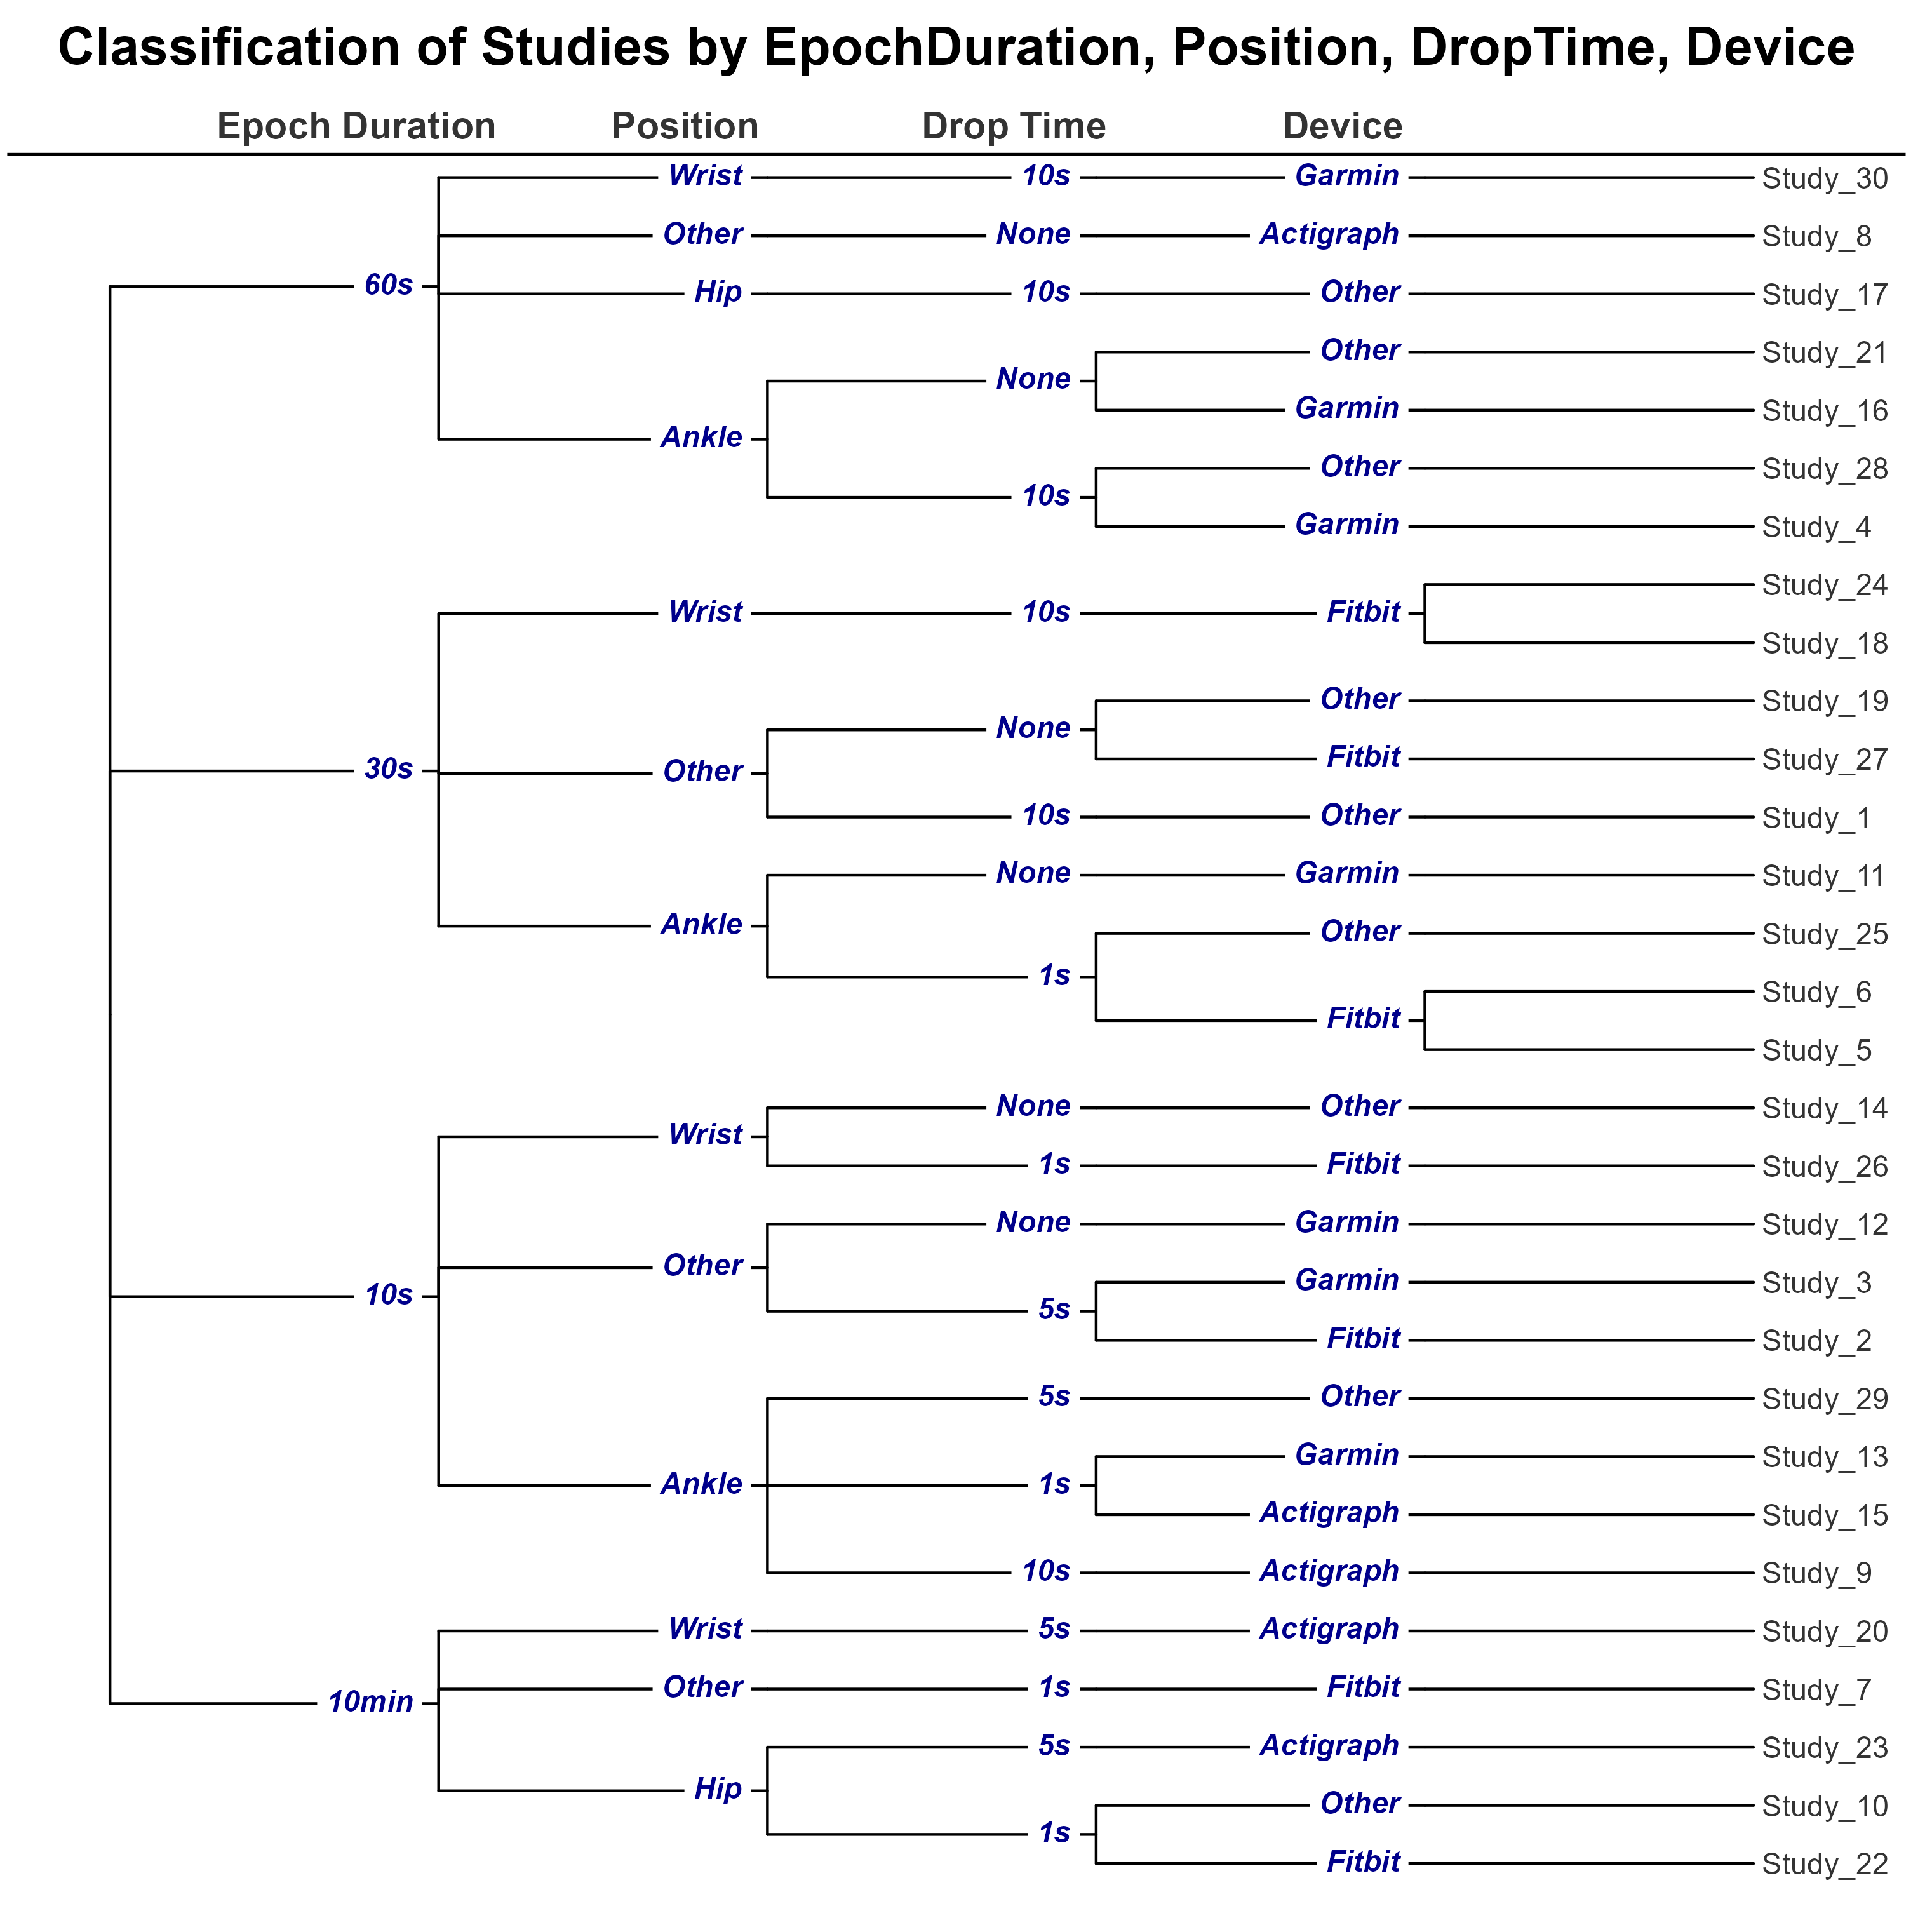 Classification of Studies by EpochDuration, Position, DropTime, Device
Epoch Duration Position Drop Time Device
Wrist 10s Garmin Study_30
Other None Actigraph Study_8
60s
Hip 10s Other Study_17
Other Study_21
None
Garmin Study_16
Ankle
Other Study_28
10s
Garmin Study_4
Study_24
Wrist 10s Fitbit
Study_18
Other Study_19
None
Fitbit Study_27
30s Other
10s Other Study_1
None Garmin Study_11
Ankle
Other Study_25
1s
Study_6
Fitbit
Study_5
None Other Study_14
Wrist
1s Fitbit Study_26
None Garmin Study_12
Other
Garmin Study_3
10s
5s
Fitbit Study_2
5s Other Study_29
Garmin Study_13
Ankle 1s
Actigraph Study_15
10s Actigraph Study_9
Wrist 5s Actigraph Study_20
Other 1s Fitbit Study_7
10min
5s Actigraph Study_23
Hip
Other Study_10
1s
Fitbit Study_22